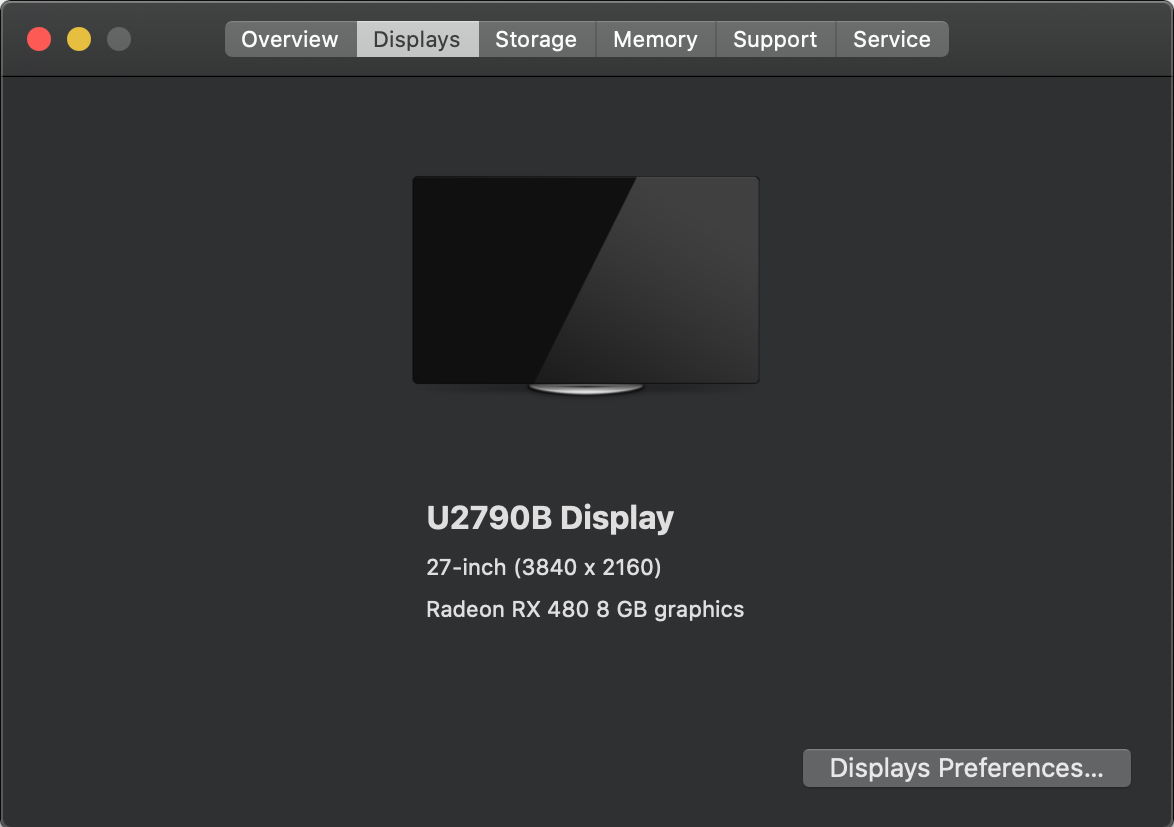 Overview Displays Storage Memory Support Service
U2790B Display
27-inch (3840 x 2160)
Radeon RX 480 8 GB graphics
Displays Preferences...